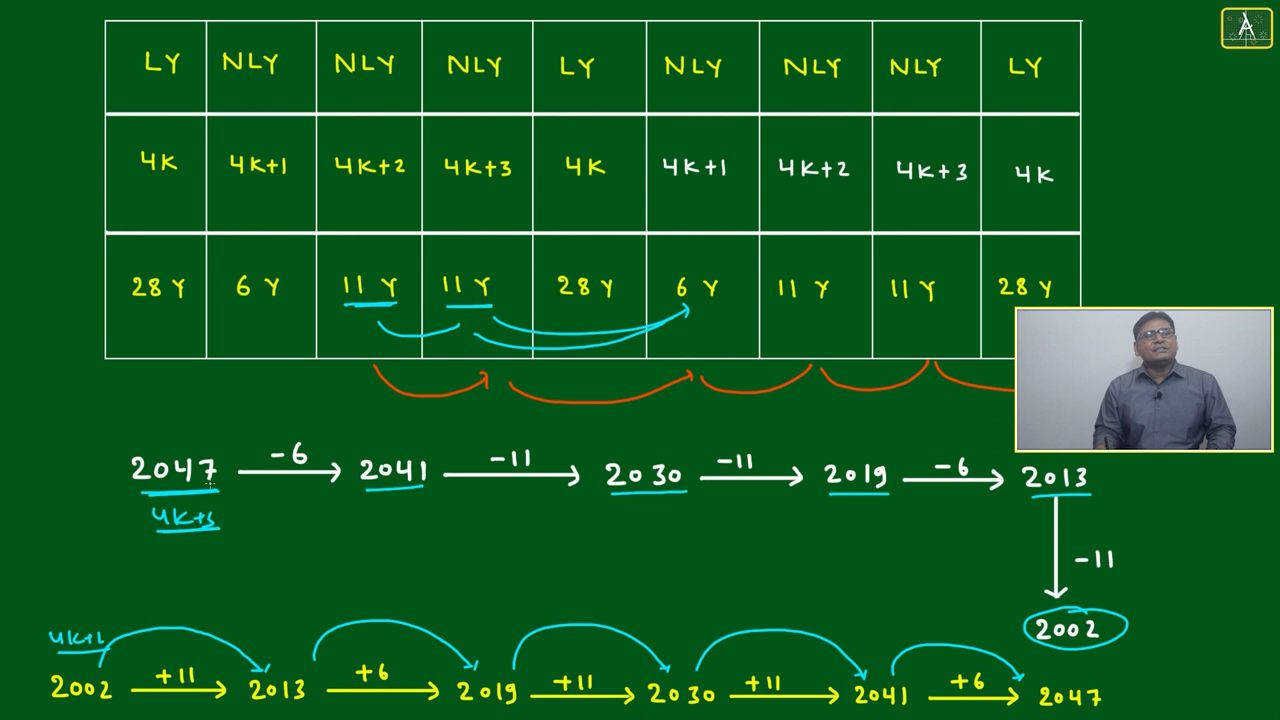 A
LY NLY NLY NLY LY NLY NLY NLY LY
4K 4K+1 4K+2 4K+3 4K 4K+1 4K+2 4K+3 4K
28 Y 6 Y 11 Y 11 Y 28 Y 6 Y 11 Y 11 Y 28 Y
2047 -6 2041 -11 2030 -11 2019 -6 2013
4K+3
-11
2002
4K+2
2002 +11 2013 +6 2019 +11 2030 +11 2041 +6 2047